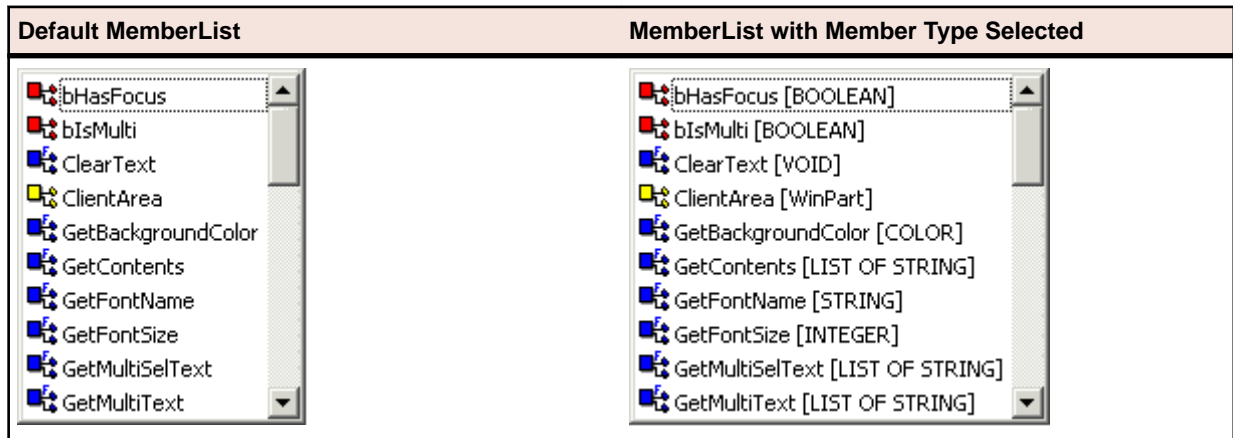 Default MemberList
MemberList with Member Type Selected
bHasFocus
bIsMulti
ClearText
ClientArea
GetBackgroundColor
GetContents
GetFontName
GetFontSize
GetMultiSelText
GetMultiText
bHasFocus [BOOLEAN]
bIsMulti [BOOLEAN]
ClearText [VOID]
ClientArea [WinPart]
GetBackgroundColor [COLOR]
GetContents [LIST OF STRING]
GetFontName [STRING]
GetFontSize [INTEGER]
GetMultiSelText [LIST OF STRING]
GetMultiText [LIST OF STRING]